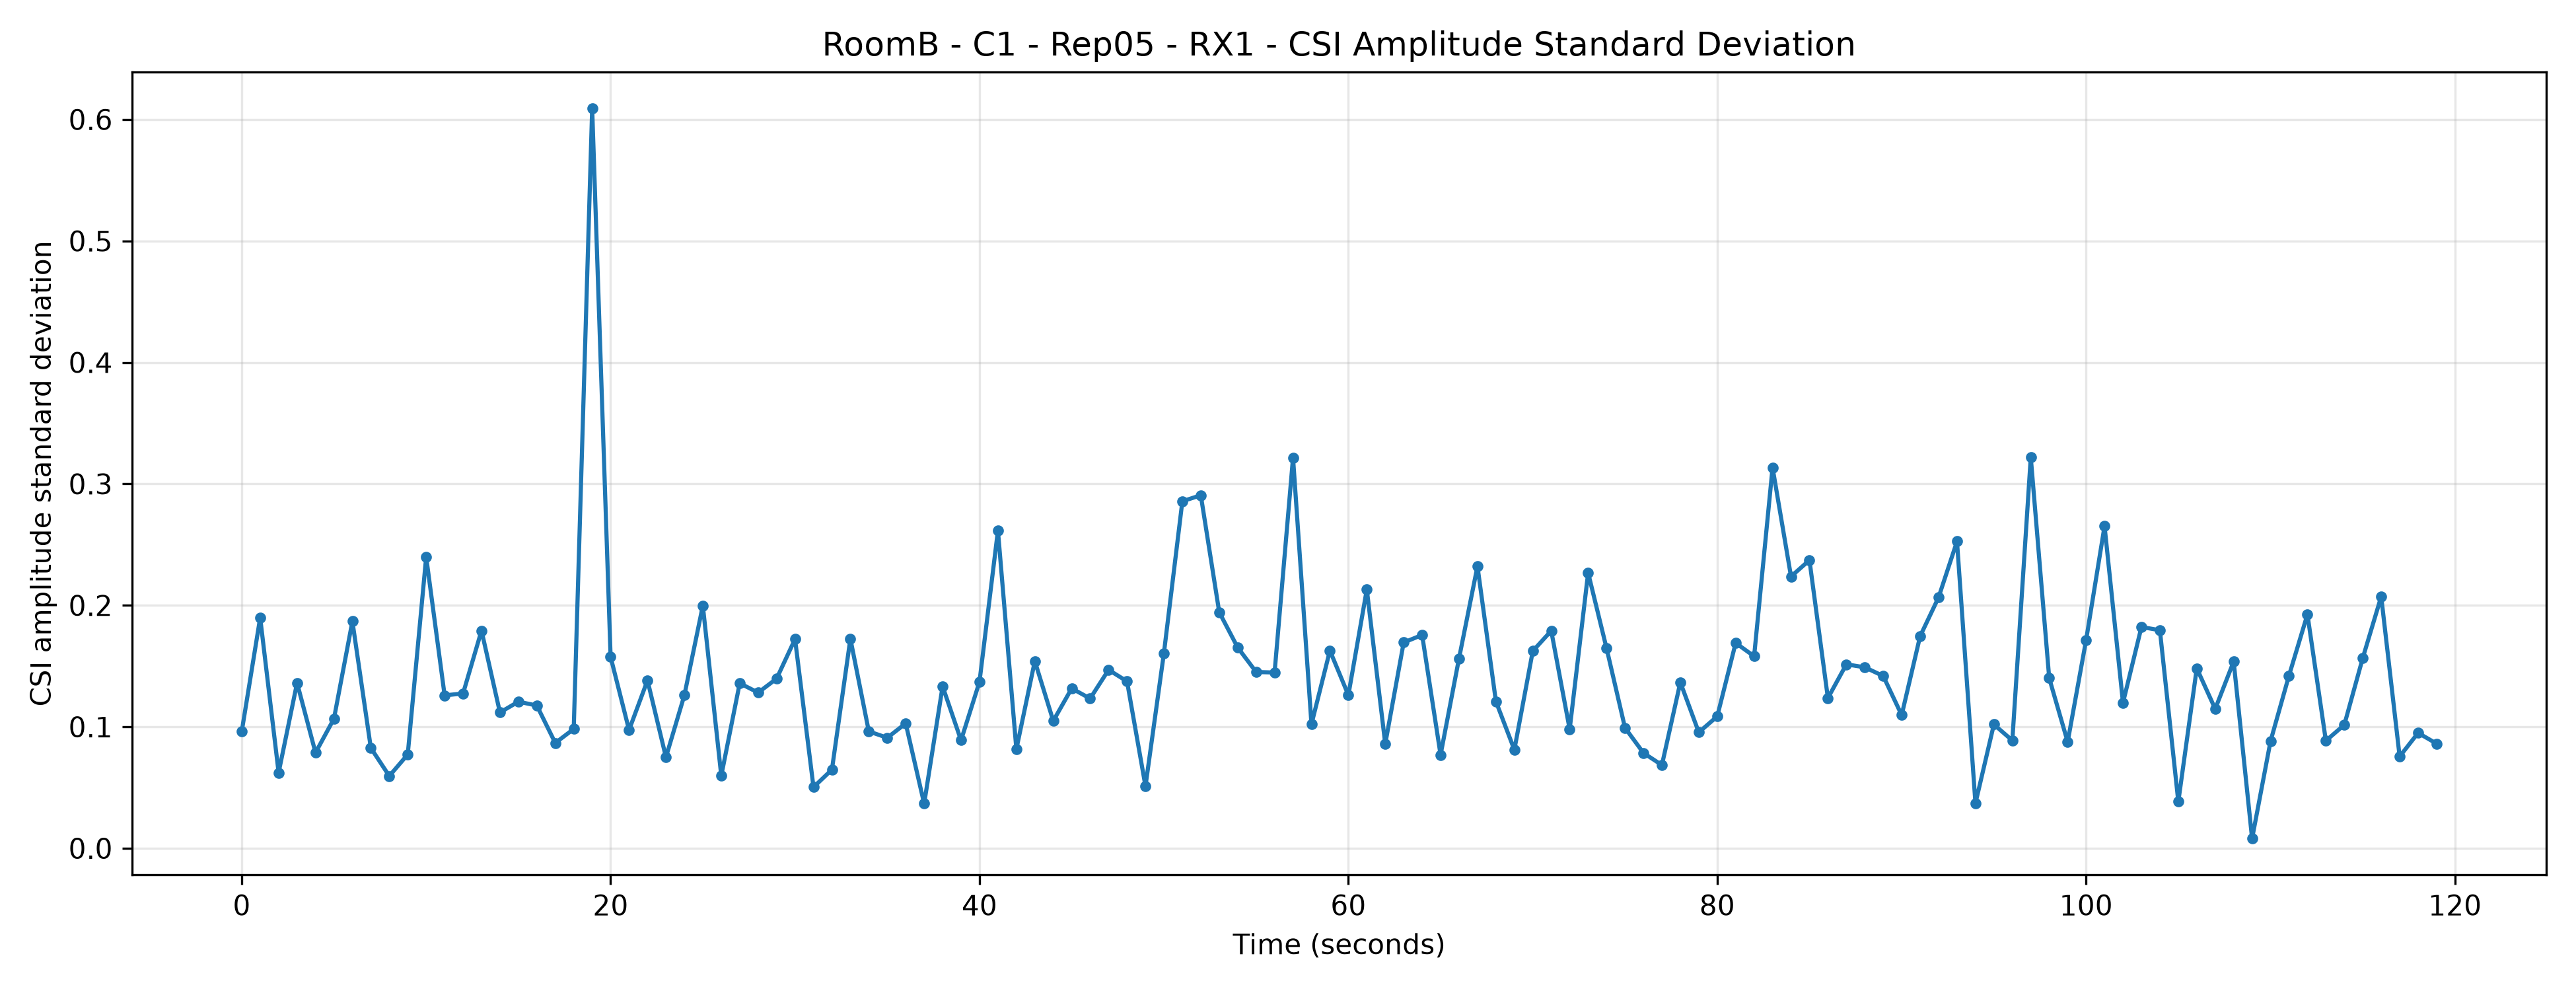 RoomB - C1 - Rep05 - RX1 - CSI Amplitude Standard Deviation
CSI amplitude standard deviation
0.6
0.5
0.4
0.3
0.2
0.1
0.0
0 20 40 60 80 100 120
Time (seconds)